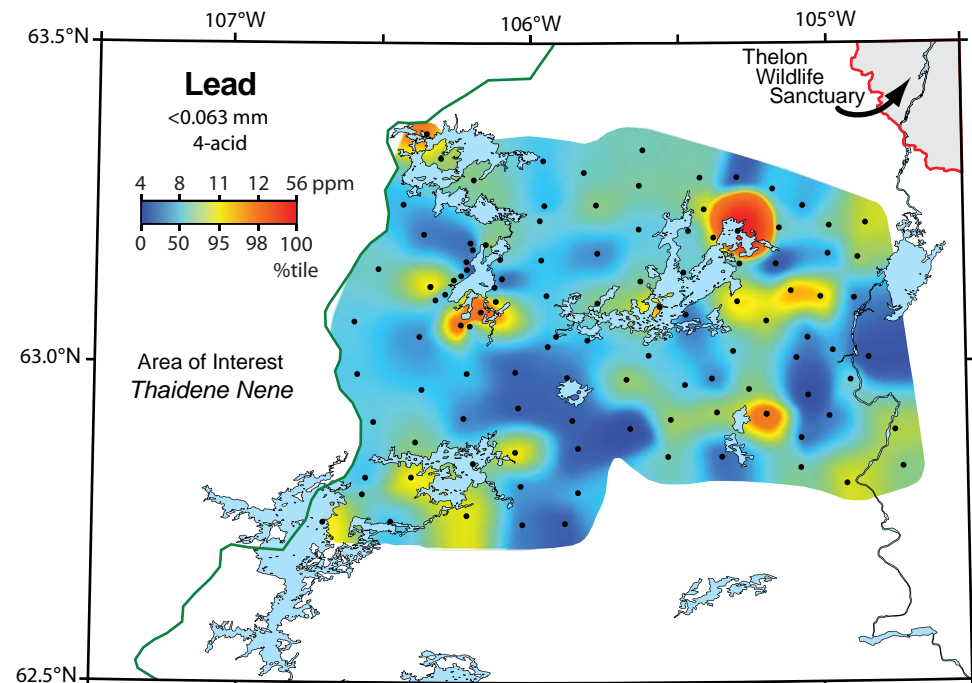 107°W 106°W 105°W
63.5°N
Thelon
Wildlife
Sanctuary
Lead
<0.063 mm
4-acid
4 8 11 12 56 ppm
0 50 95 98 100
%tile
63.0°N
Area of Interest
Thaidene Nene
62.5°N